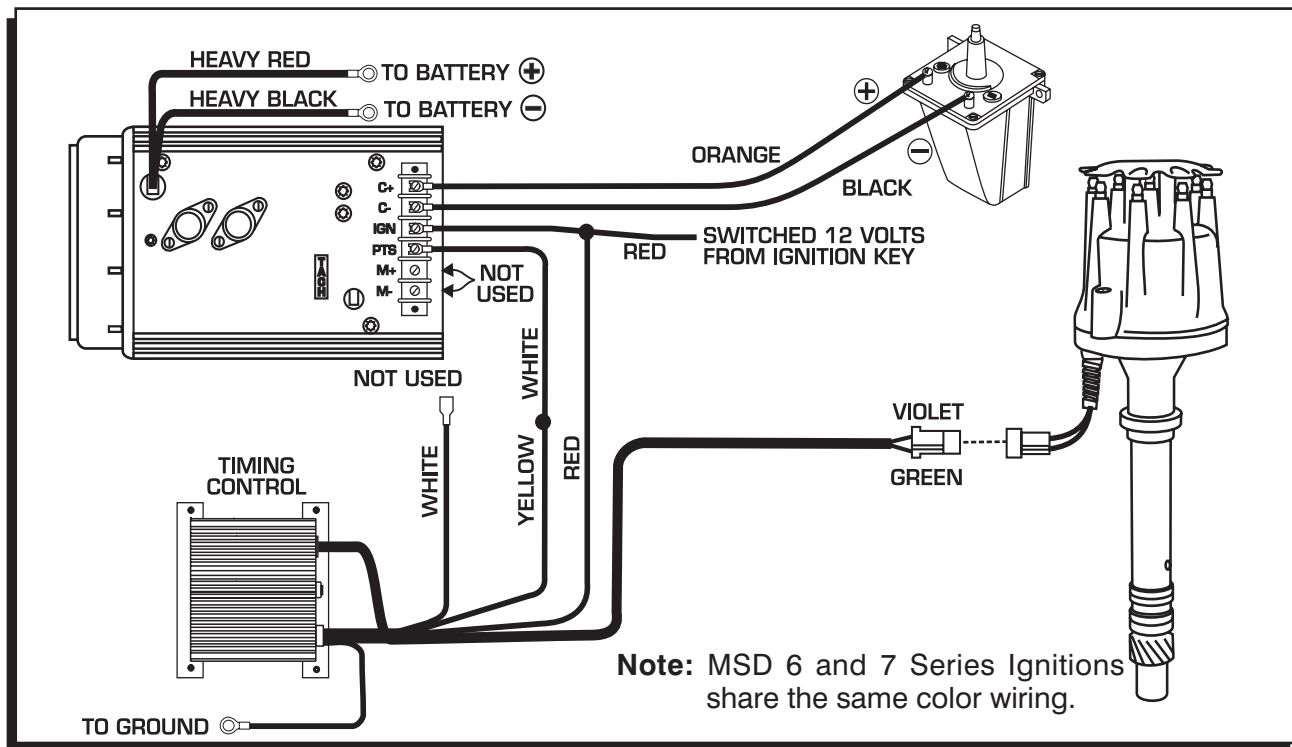 HEAVY RED
TO BATTERY +
HEAVY BLACK
TO BATTERY −
+
−
ORANGE
BLACK
C+
C-
IGN
PTS
M+
M-
TACH
NOT
USED
RED
SWITCHED 12 VOLTS
FROM IGNITION KEY
NOT USED
WHITE
WHITE
YELLOW
RED
VIOLET
GREEN
TIMING
CONTROL
TO GROUND
Note: MSD 6 and 7 Series Ignitions
share the same color wiring.